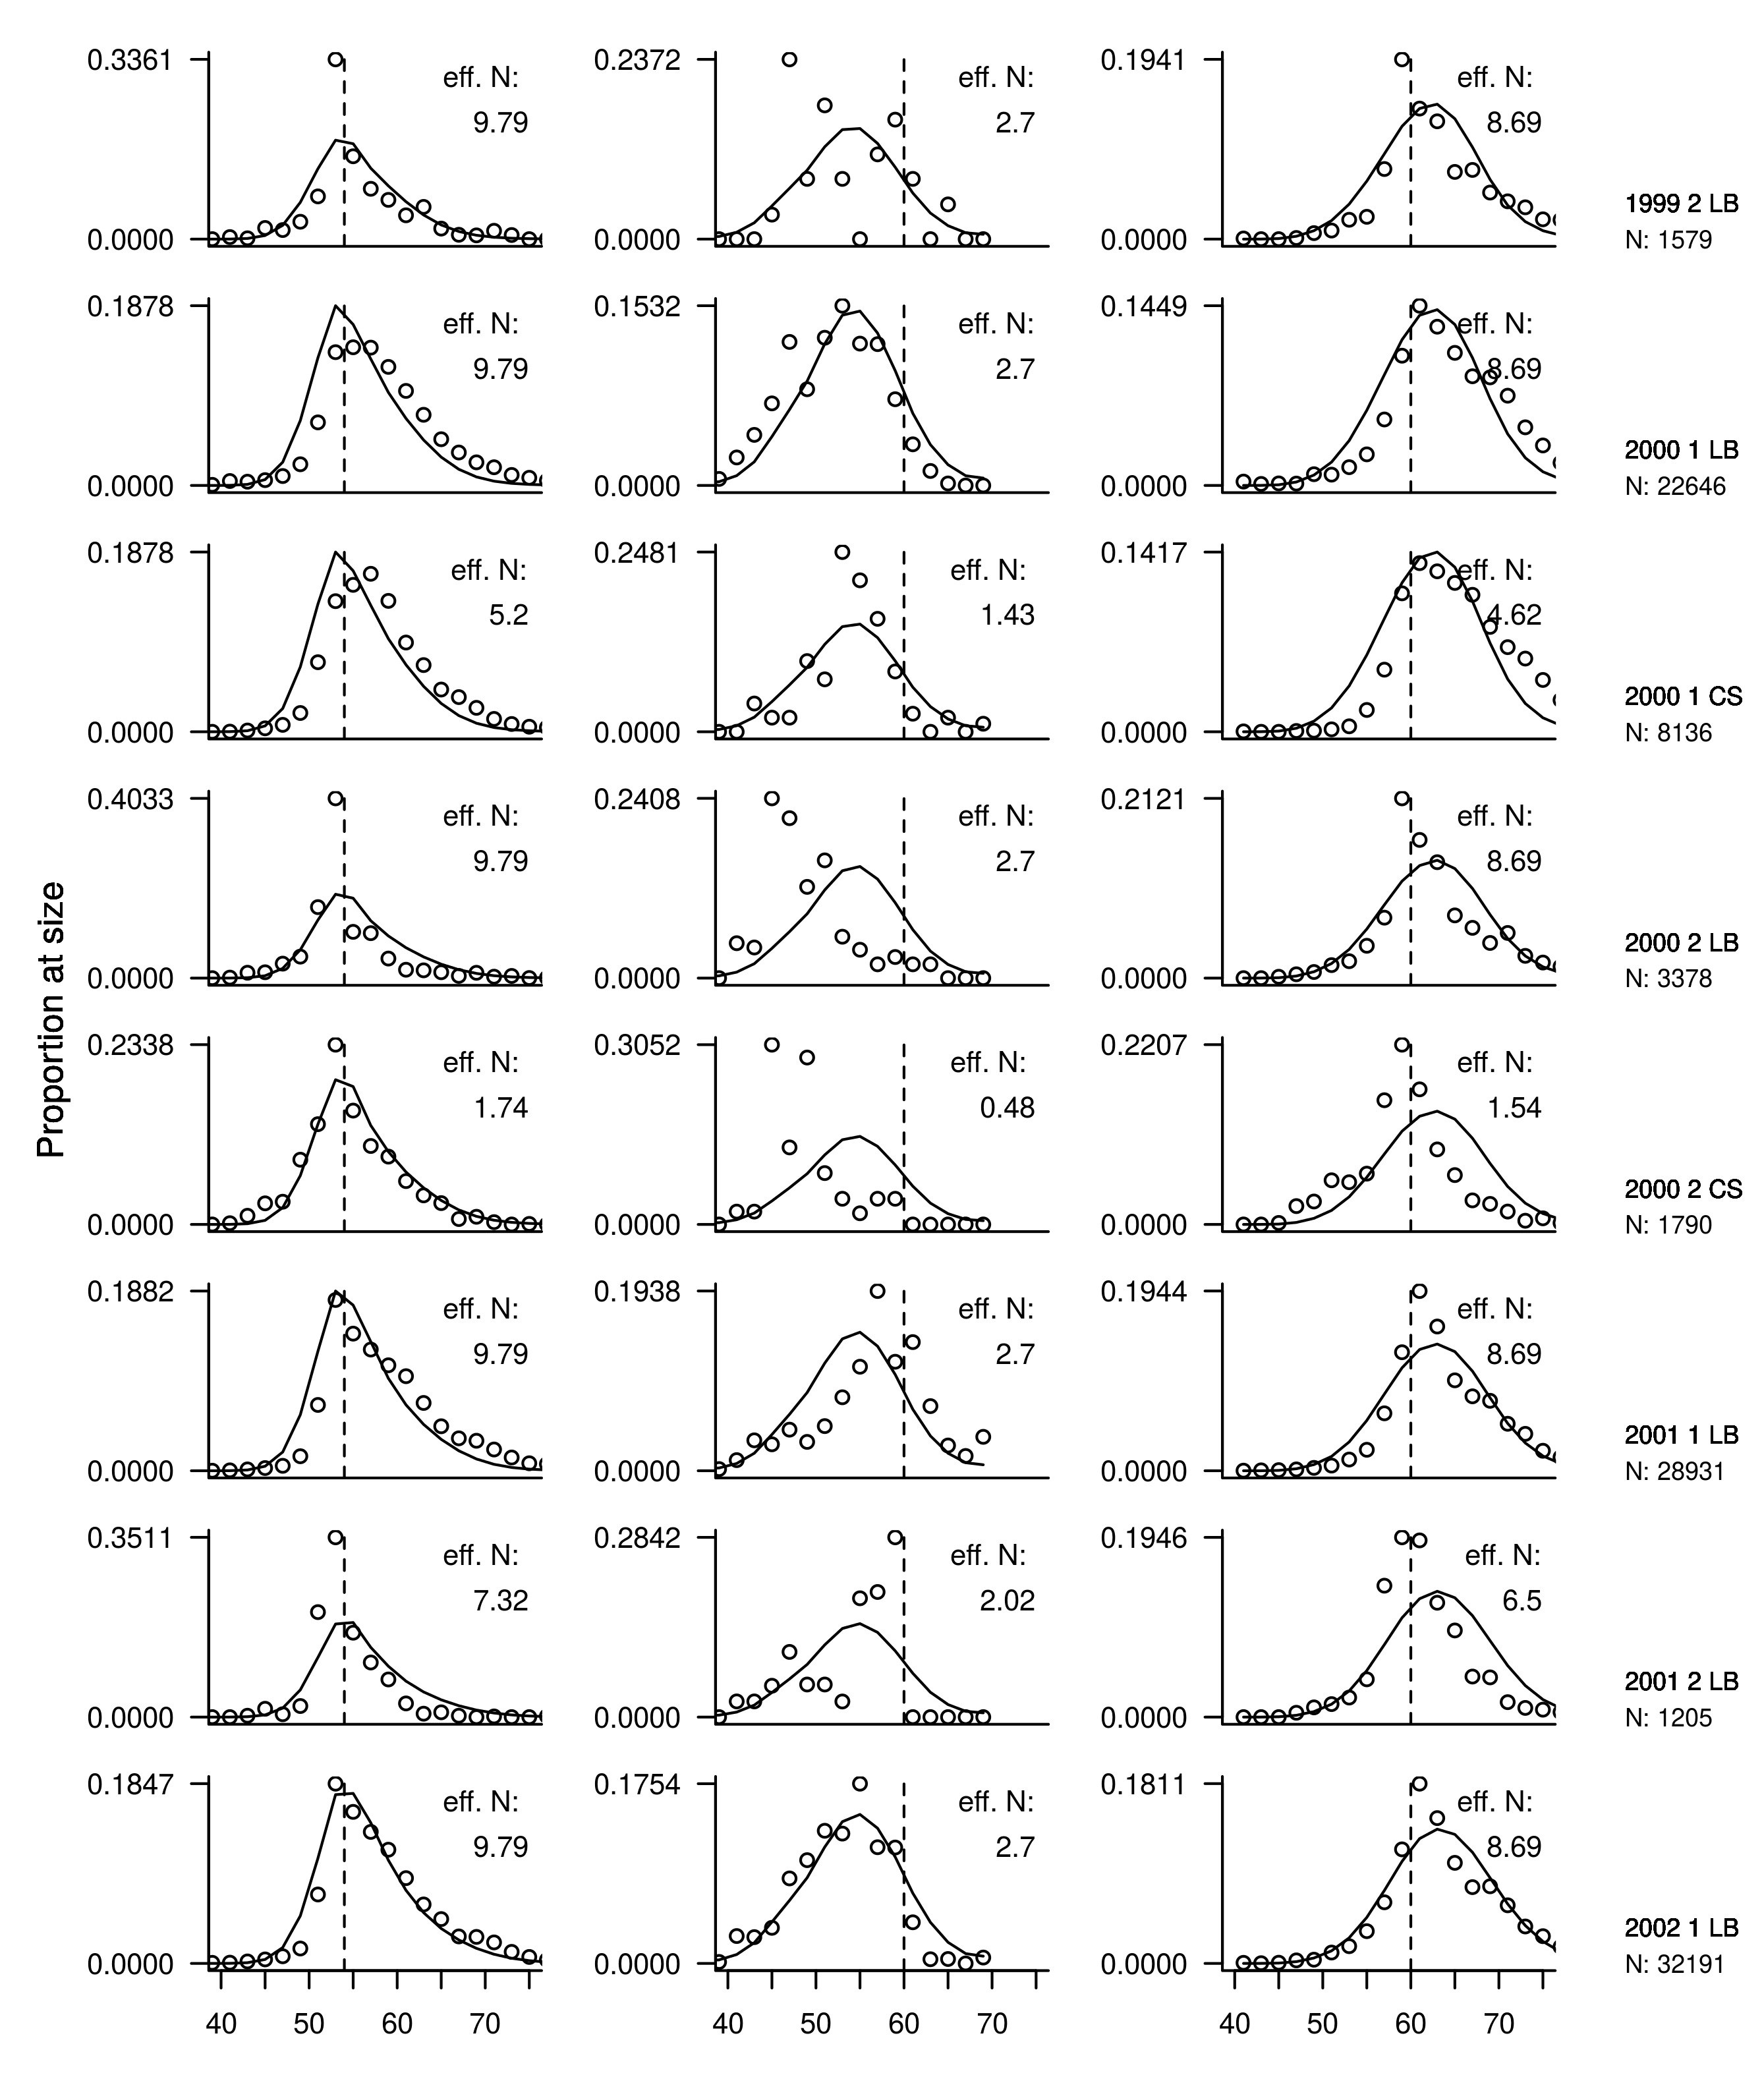 0.3361 0.2372 0.1941
eff. N: eff. N: eff. N:
9.79 2.7 8.69
1999 2 LB
0.0000 0.0000 0.0000 N: 1579
0.1878 0.1532 0.1449
eff. N: eff. N: eff. N:
9.79 2.7 8.69
2000 1 LB
0.0000 0.0000 0.0000 N: 22646
0.1878 0.2481 0.1417
eff. N: eff. N: eff. N:
5.2 1.43 4.62
2000 1 CS
0.0000 0.0000 0.0000 N: 8136
0.4033 0.2408 0.2121
eff. N: eff. N: eff. N:
9.79 2.7 8.69
2000 2 LB
0.0000 0.0000 0.0000 N: 3378
Proportion at size
0.2338 0.3052 0.2207
eff. N: eff. N: eff. N:
1.74 0.48 1.54
2000 2 CS
0.0000 0.0000 0.0000 N: 1790
0.1882 0.1938 0.1944
eff. N: eff. N: eff. N:
9.79 2.7 8.69
2001 1 LB
0.0000 0.0000 0.0000 N: 28931
0.3511 0.2842 0.1946
eff. N: eff. N: eff. N:
7.32 2.02 6.5
2001 2 LB
0.0000 0.0000 0.0000 N: 1205
0.1847 0.1754 0.1811
eff. N: eff. N: eff. N:
9.79 2.7 8.69
2002 1 LB
0.0000 0.0000 0.0000 N: 32191
40 50 60 70 40 50 60 70 40 50 60 70